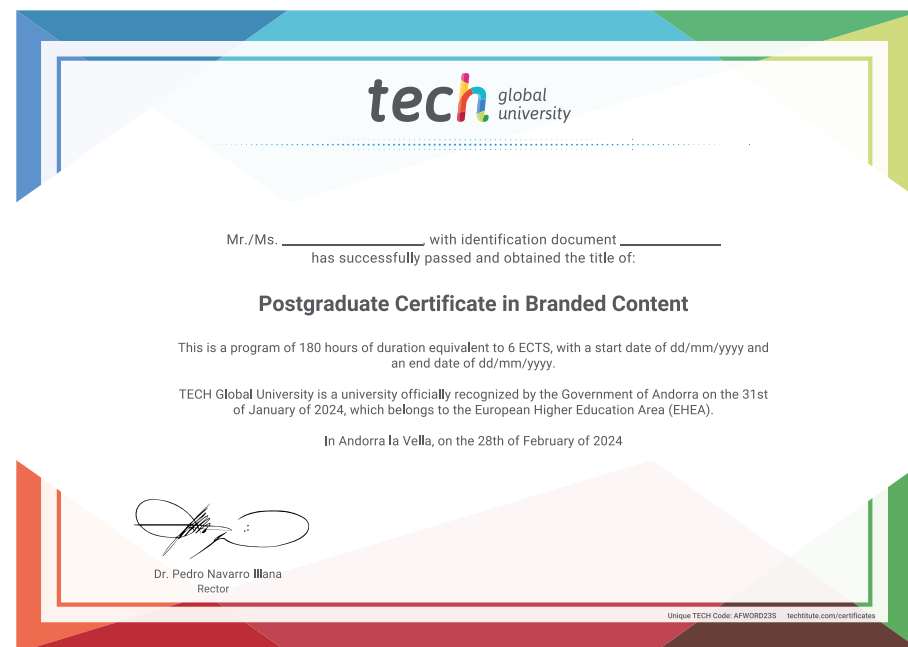 tech global
university
Mr./Ms. ____________, with identification document ____________
has successfully passed and obtained the title of:
Postgraduate Certificate in Branded Content
This is a program of 180 hours of duration equivalent to 6 ECTS, with a start date of dd/mm/yyyy and
an end date of dd/mm/yyyy.
TECH Global University is a university officially recognized by the Government of Andorra on the 31st
of January of 2024, which belongs to the European Higher Education Area (EHEA).
In Andorra la Vella, on the 28th of February of 2024
Dr. Pedro Navarro Illana
Rector
Unique TECH Code: AFWORD23S techtitute.com/certificates